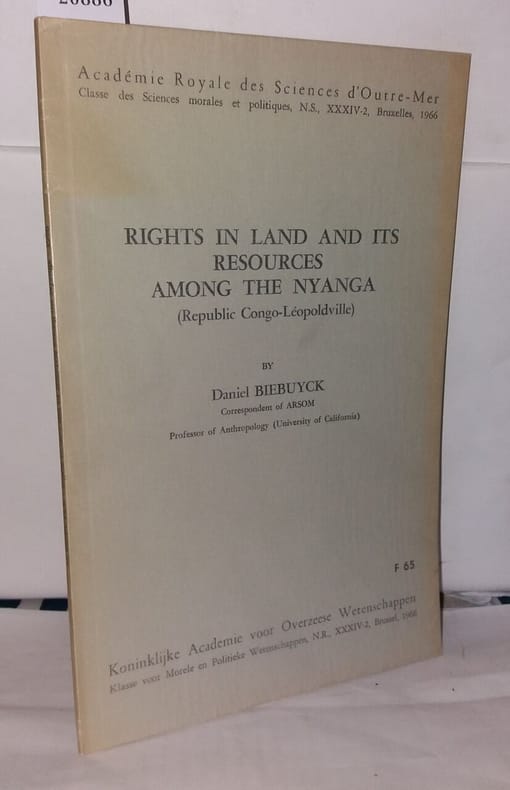 20886
Académie Royale des Sciences d'Outre-Mer
Classe des Sciences morales et politiques, N.S., XXXIV-2, Bruxelles, 1966
RIGHTS IN LAND AND ITS
RESOURCES
AMONG THE NYANGA
(Republic Congo-Léopoldville)
BY
Daniel BIEBUYCK
Correspondent of ARSOM
Professor of Anthropology (University of California)
F 65
Koninklijke Academie voor Overzeese Wetenschappen
Klasse voor Morele en Politieke Wetenschappen, N.R., XXXIV-2, Brussel, 1966